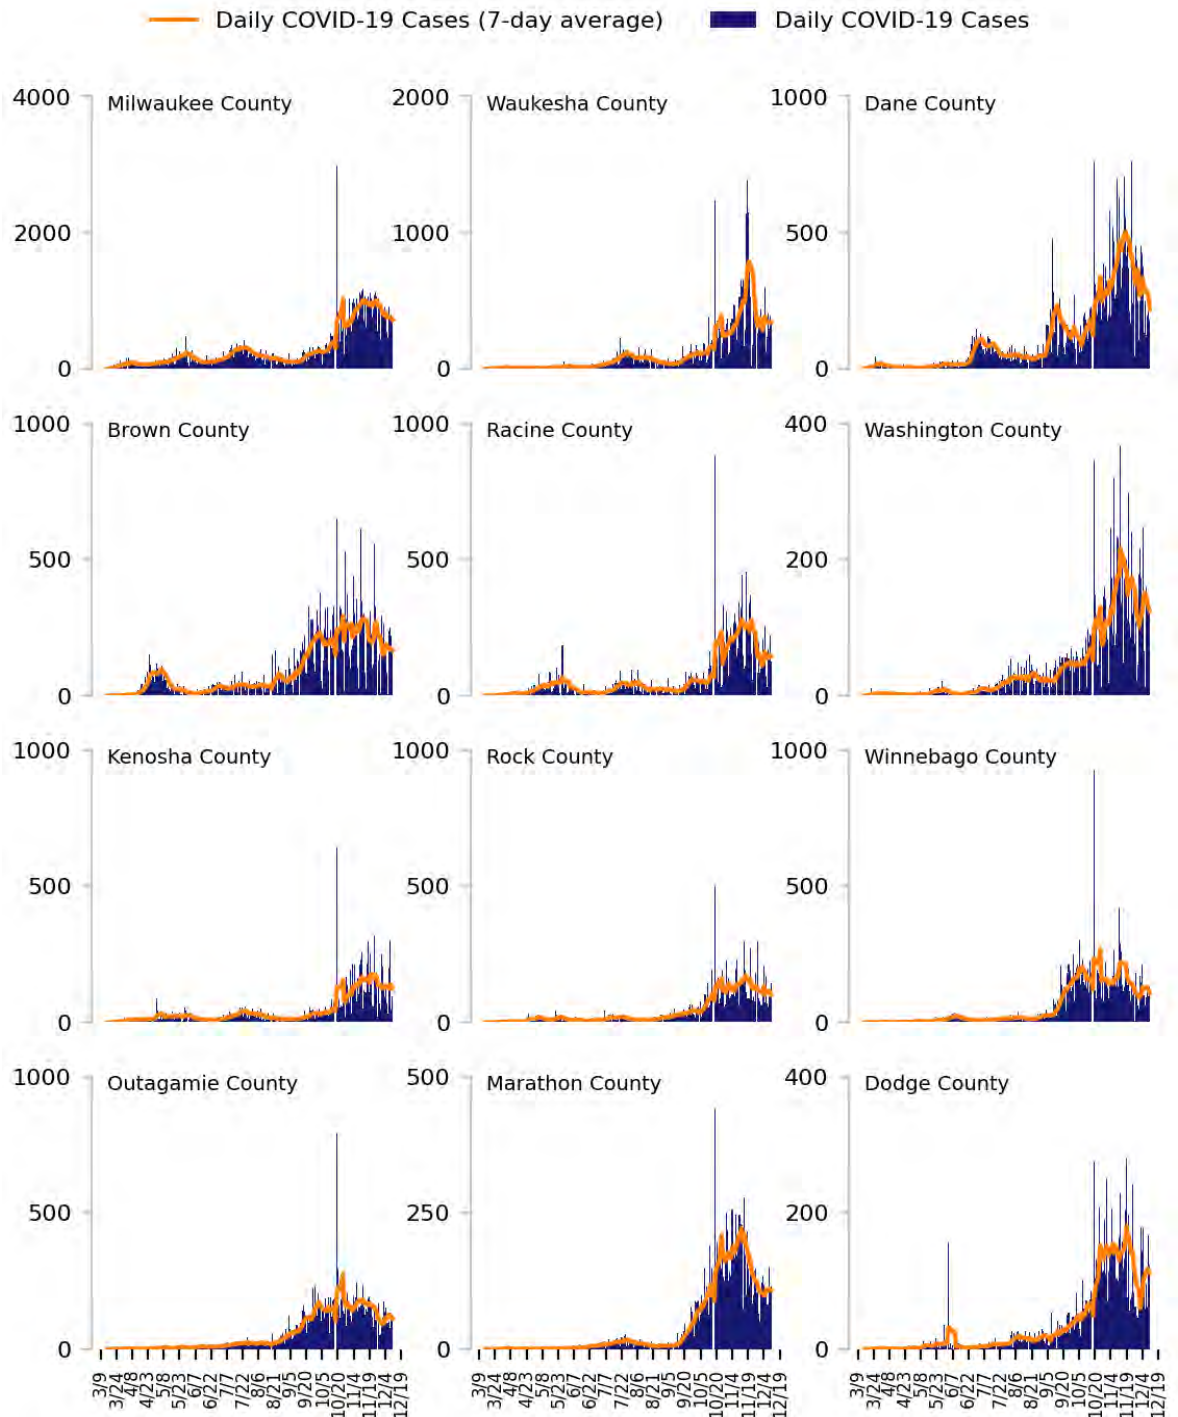 Daily COVID-19 Cases (7-day average) Daily COVID-19 Cases
4000 Milwaukee County 2000 Waukesha County 1000 Dane County
2000 1000 500
0 0 0
1000 Brown County 1000 Racine County 400 Washington County
500 500 200
0 0 0
1000 Kenosha County 1000 Rock County 1000 Winnebago County
500 500 500
0 0 0
1000 Outagamie County 500 Marathon County 400 Dodge County
500 250 200
0 0 0
3/9 3/24 4/8 4/23 5/8 5/23 6/7 6/22 7/7 7/22 8/6 8/21 9/5 9/20 10/5 10/20 11/4 11/19 12/4 12/19 3/9 3/24 4/8 4/23 5/8 5/23 6/7 6/22 7/7 7/22 8/6 8/21 9/5 9/20 10/5 10/20 11/4 11/19 12/4 12/19 3/9 3/24 4/8 4/23 5/8 5/23 6/7 6/22 7/7 7/22 8/6 8/21 9/5 9/20 10/5 10/20 11/4 11/19 12/4 12/19